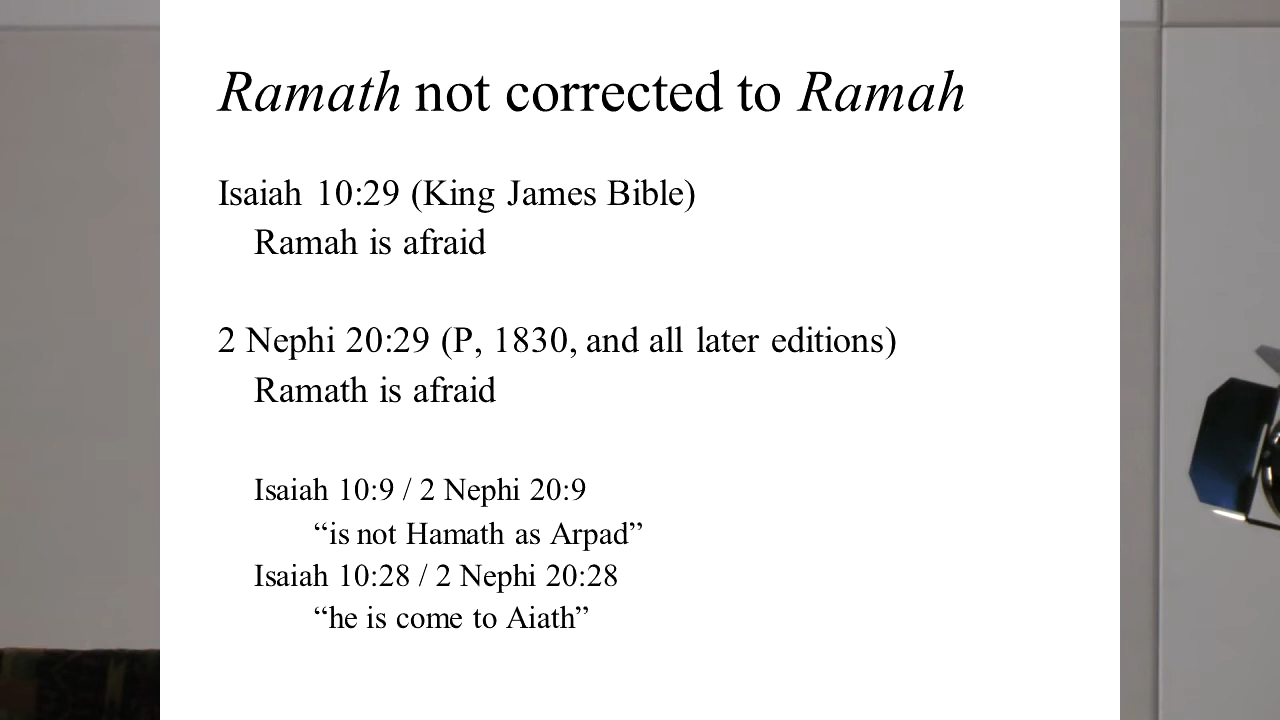 Ramath not corrected to Ramah
Isaiah 10:29 (King James Bible)
Ramah is afraid
2 Nephi 20:29 (P, 1830, and all later editions)
Ramath is afraid
Isaiah 10:9 / 2 Nephi 20:9
“is not Hamath as Arpad”
Isaiah 10:28 / 2 Nephi 20:28
“he is come to Aiath”